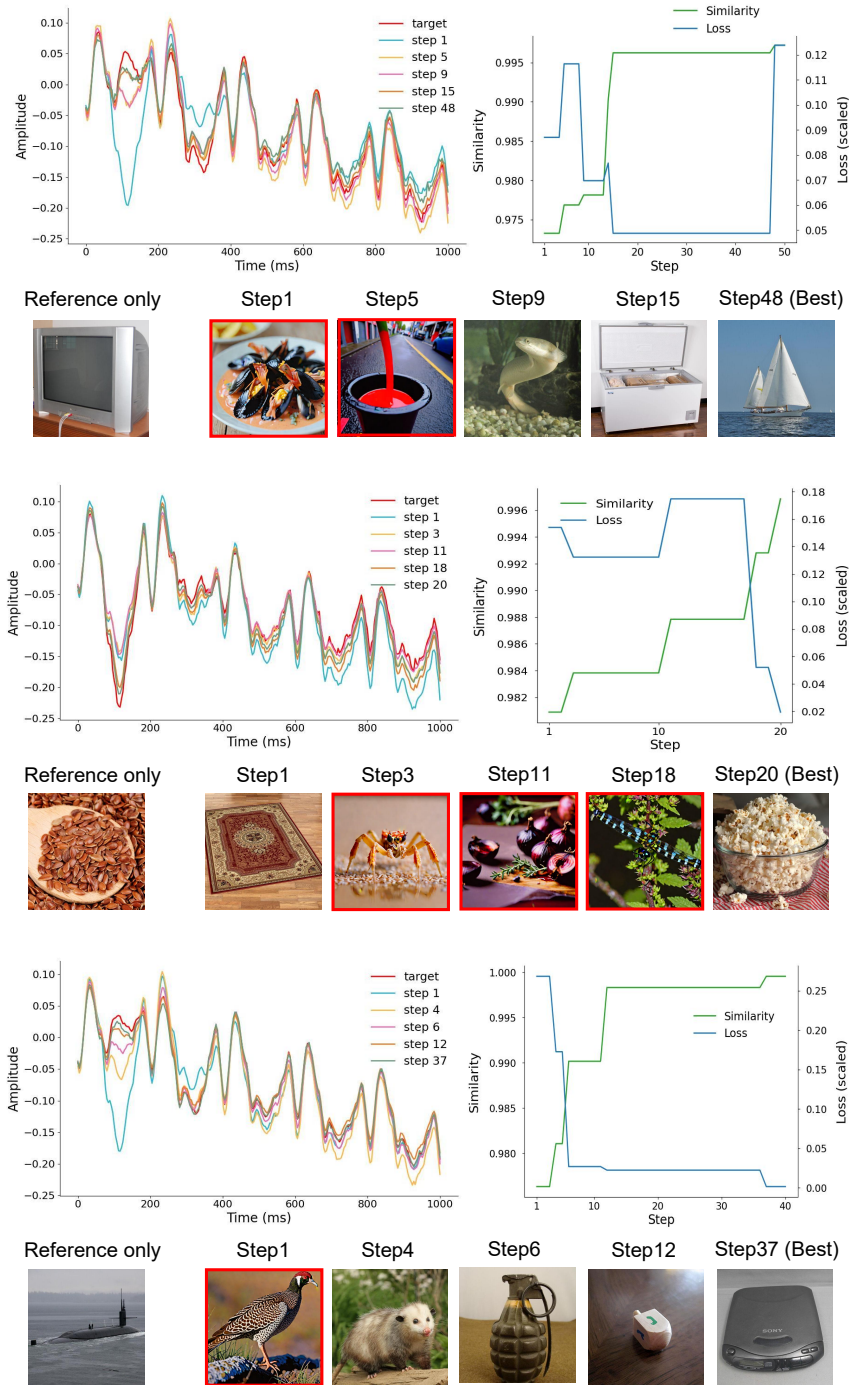 Similarity
Loss
target
step 1
step 5
step 9
step 15
step 48
0.10
0.05
0.00
−0.05
−0.10
−0.15
−0.20
−0.25
Amplitude
0 200 400 600 800 1000
Time (ms)
0.995
0.990
0.985
0.980
0.975
Similarity
0.12
0.11
0.10
0.09
0.08
0.07
0.06
0.05
Loss (scaled)
1 10 20 30 40 50
Step
Reference only Step1 Step5 Step9 Step15 Step48 (Best)
target
step 1
step 3
step 11
step 18
step 20
0.10
0.05
0.00
−0.05
−0.10
−0.15
−0.20
−0.25
Amplitude
0 200 400 600 800 1000
Time (ms)
Similarity
Loss
0.996
0.994
0.992
0.990
0.988
0.986
0.984
0.982
Similarity
0.18
0.15
0.14
0.12
0.10
0.08
0.06
0.04
0.02
Loss (scaled)
1 10 20
Step
Reference only Step1 Step3 Step11 Step18 Step20 (Best)
target
step 1
step 4
step 6
step 12
step 37
0.10
0.05
0.00
−0.05
−0.10
−0.15
−0.20
−0.25
Amplitude
0 200 400 600 800 1000
Time (ms)
Similarity
Loss
1.000
0.995
0.990
0.985
0.980
Similarity
0.25
0.20
0.15
0.10
0.05
0.00
Loss (scaled)
1 10 20 30 40
Step
Reference only Step1 Step4 Step6 Step12 Step37 (Best)
SONY